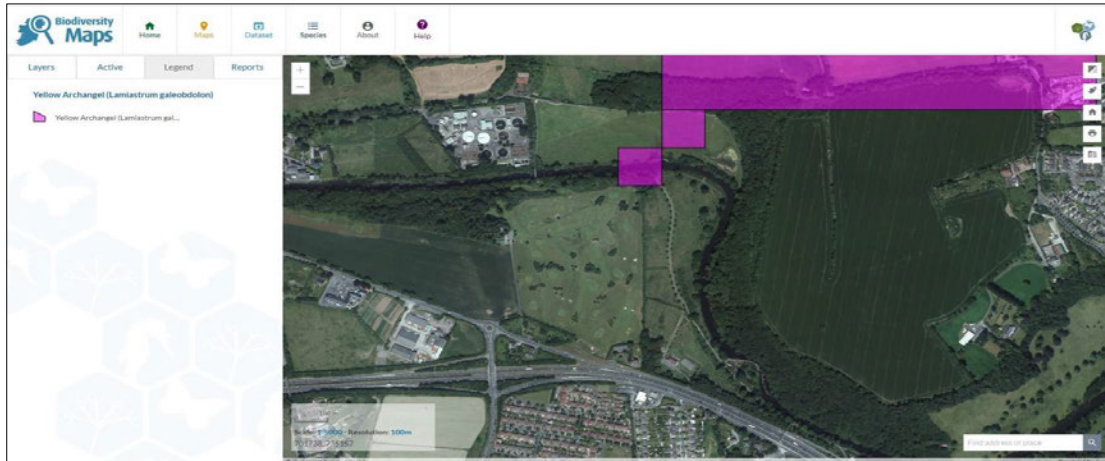 Biodiversity
Maps
Home
Maps
Dataset
Species
About
Help
Layers
Active
Legend
Reports
Yellow Archangel (Lamiastrum galeobdolon)
Yellow Archangel (Lamiastrum gal...
+
−
Resolution: 100m
Find address or place